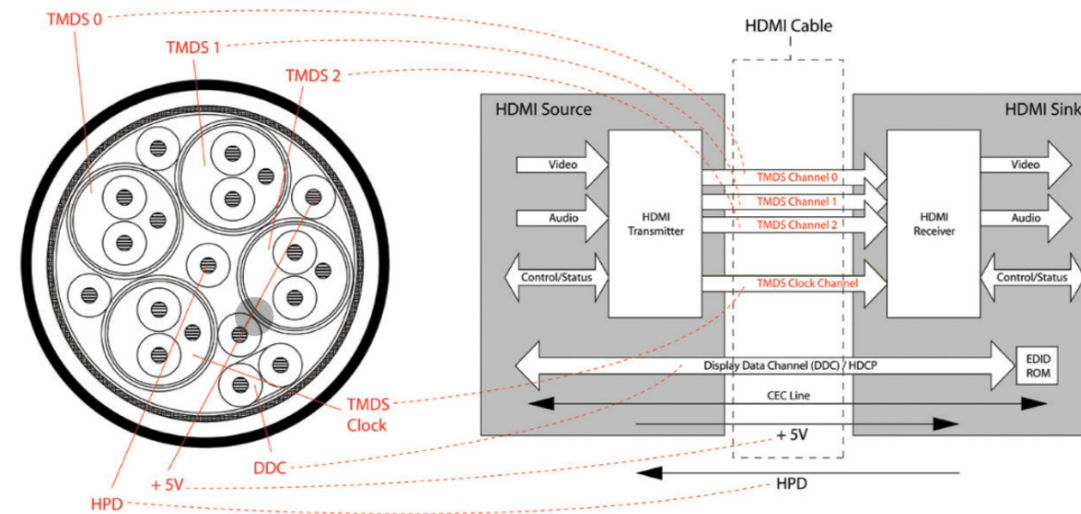 TMDS 0
TMDS 1
TMDS 2
TMDS
Clock
DDC
+ 5V
HPD
HDMI Cable
HDMI Source
HDMI Sink
Video
Audio
Control/Status
HDMI
Transmitter
TMDS Channel 0
TMDS Channel 1
TMDS Channel 2
TMDS Clock Channel
HDMI
Receiver
Video
Audio
Control/Status
Display Data Channel (DDC) / HDCP
EDID
ROM
CEC Line
+ 5V
HPD